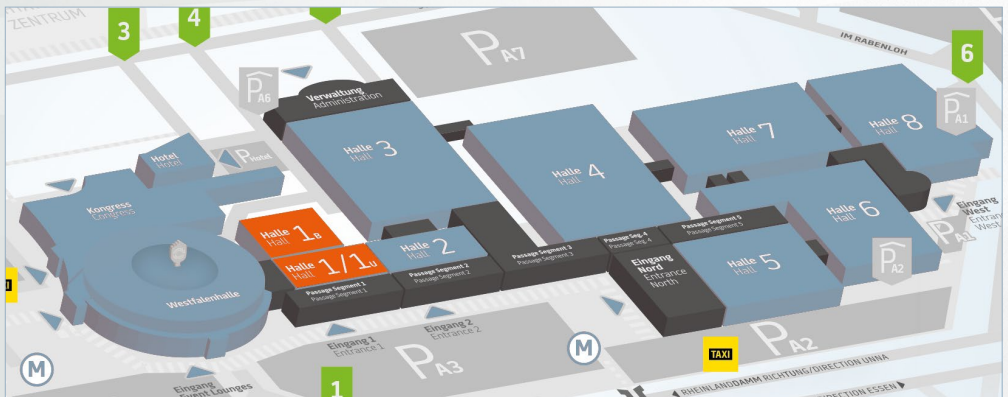 ZENTRUM
3
4
P A7
IM RABENLOH
6
P A6
P A1
Verwaltung
Administration
Halle
Hall 3
Halle
Hall 4
Halle
Hall 7
Halle
Hall 8
Hotel
Hotel
P Hotel
Kongress
Congress
Halle
Hall 1B
Halle
Hall 1/1U
Halle
Hall 2
Halle
Hall 5
Halle
Hall 6
Westfalenhalle
Passage Segment 1
Passage Segment 1
Passage Segment 2
Passage Segment 2
Passage Segment 3
Passage Segment 3
Passage Seg. 4
Passage Seg. 4
Passage Segment 5
Passage Segment 5
Eingang
Nord
Entrance
North
Eingang
West
Entran
West
P A2
Eingang 1
Entrance 1
Eingang 2
Entrance 2
P A3
P A2
TAXI
M
M
Eingang
Event Lounges
1
RHEINLANDDAMM RICHTUNG/DIRECTION UNNA
DIRECTION ESSEN